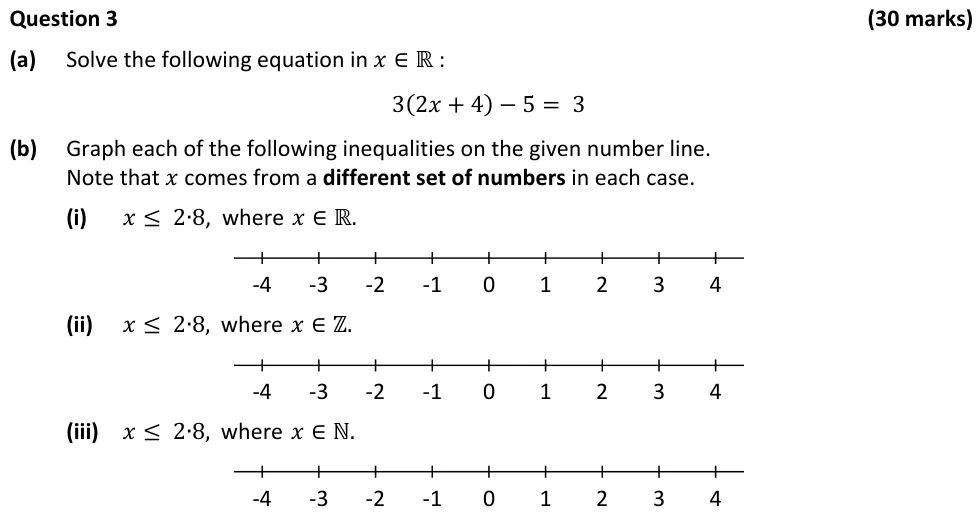 Question 3 (30 marks)
(a) Solve the following equation in 𝑥 ∈ ℝ :
3(2𝑥 + 4) − 5 = 3
(b) Graph each of the following inequalities on the given number line.
Note that 𝑥 comes from a different set of numbers in each case.
(i) 𝑥 ≤ 2·8, where 𝑥 ∈ ℝ.
-4 -3 -2 -1 0 1 2 3 4
(ii) 𝑥 ≤ 2·8, where 𝑥 ∈ ℤ.
-4 -3 -2 -1 0 1 2 3 4
(iii) 𝑥 ≤ 2·8, where 𝑥 ∈ ℕ.
-4 -3 -2 -1 0 1 2 3 4